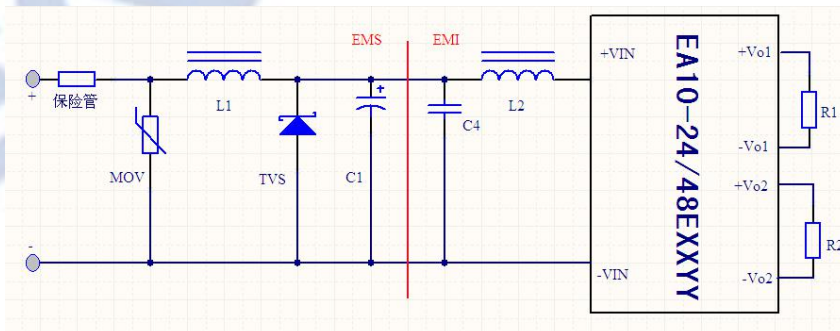 EMS
EMI
+
保险管
MOV
L1
TVS
+
C1
C4
L2
+VIN
-VIN
EA10-24/48EXXYY
+Vo1
-Vo1
R1
+Vo2
-Vo2
R2
-